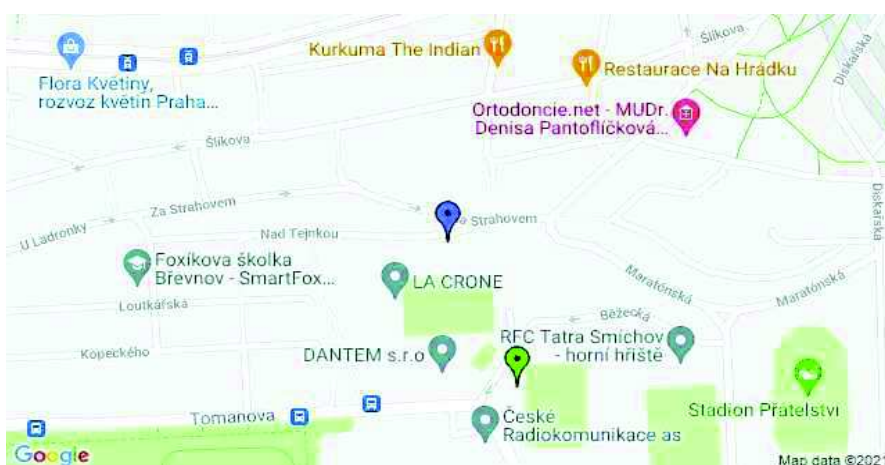 Kurkuma The Indian
Šlikova
Diskařská
Flora Květiny,
rozvoz květin Praha...
Restaurace Na Hrádku
Ortodoncie.net - MUDr.
Denisa Pantoflíčková...
Šlikova
Za Strahovem
Strahovem
U Ladronky
Nad Tejnkou
Diskařská
Foxíkova školka
Břevnov - SmartFox...
LA CRONE
Maratónská
Maratónská
Loutkářská
Běžecká
RFC Tatra Smíchov
- horní hřiště
Kopeckého
DANTEM s.r.o
Stadion Přátelství
Tomanova
České
Radiokomunikace as
Google
Map data ©2021